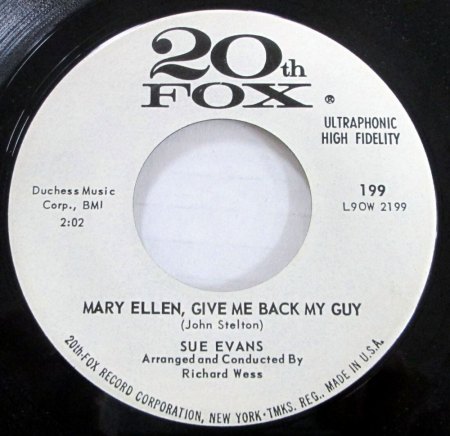 20th
FOX ®
ULTRAPHONIC
HIGH FIDELITY
Duchess Music
Corp., BMI
2:02
199
L9OW 2199
MARY ELLEN, GIVE ME BACK MY GUY
(John Stelton)
SUE EVANS
Arranged and Conducted By
Richard Wess
20th-FOX RECORD CORPORATION, NEW YORK • TMKS. REG., MADE IN U.S.A.